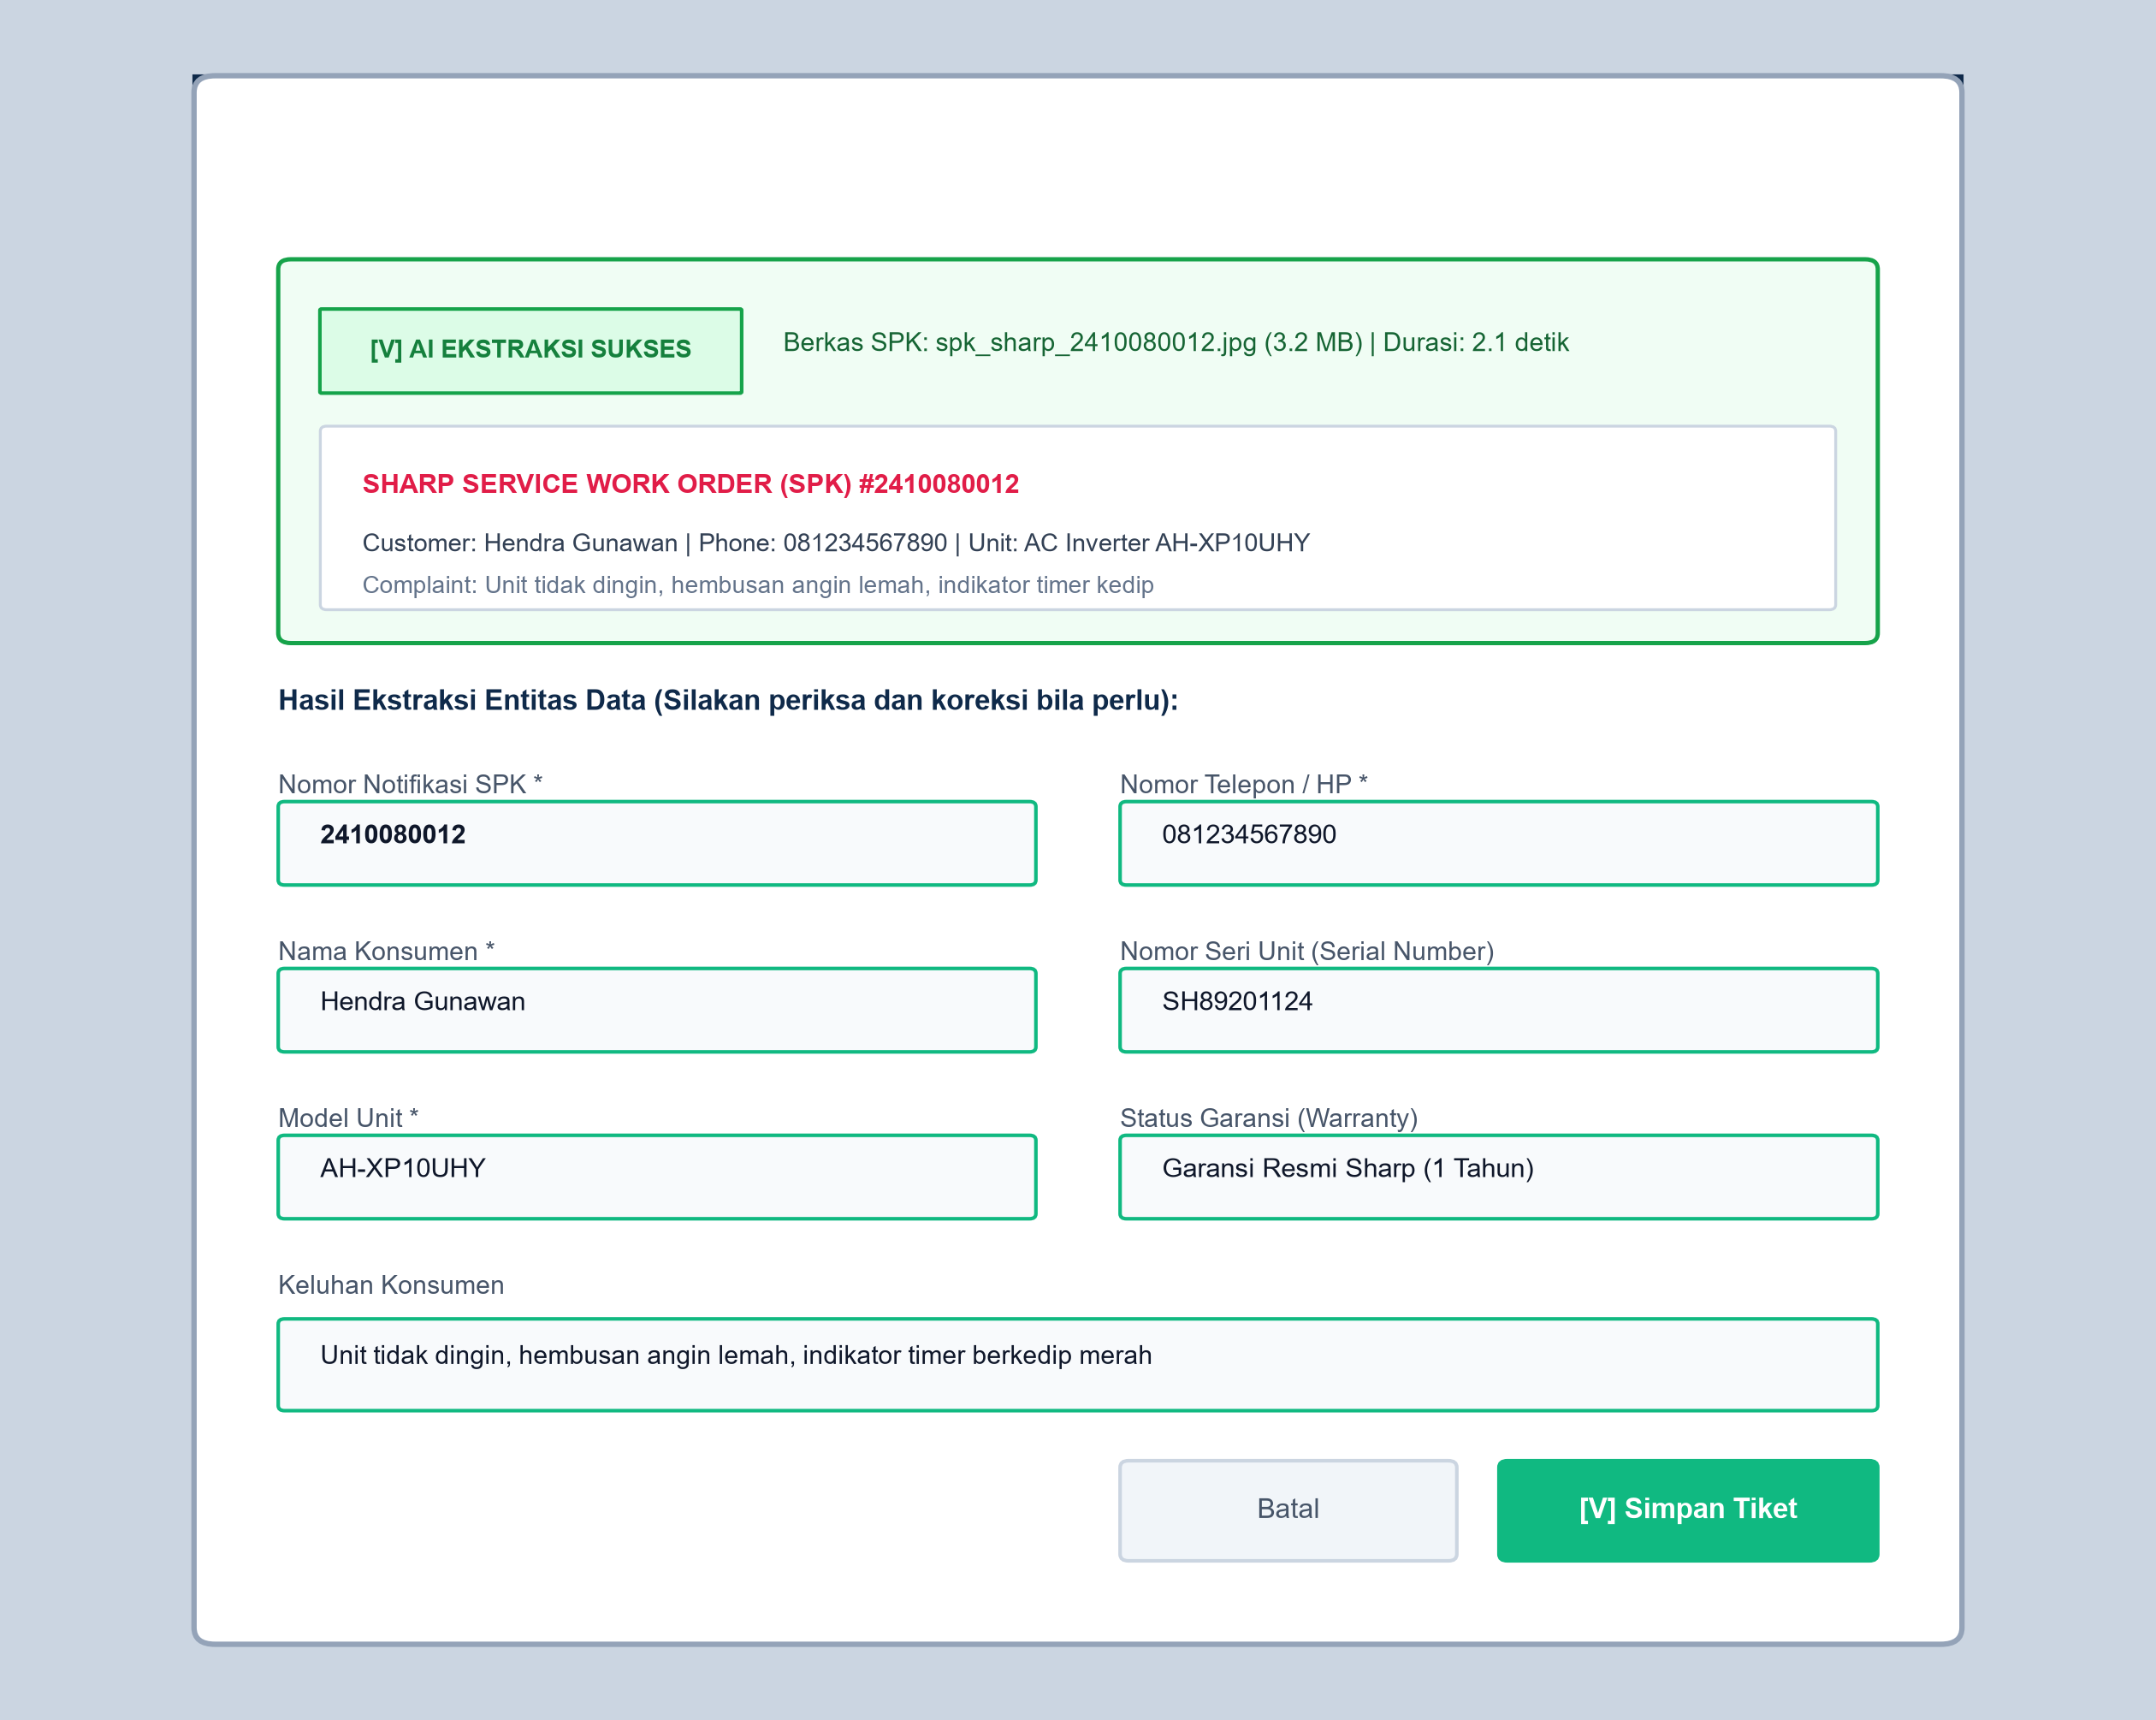 [V] AI EKSTRAKSI SUKSES
Berkas SPK: spk_sharp_2410080012.jpg (3.2 MB) | Durasi: 2.1 detik
SHARP SERVICE WORK ORDER (SPK) #2410080012
Customer: Hendra Gunawan | Phone: 081234567890 | Unit: AC Inverter AH-XP10UHY
Complaint: Unit tidak dingin, hembusan angin lemah, indikator timer kedip
Hasil Ekstraksi Entitas Data (Silakan periksa dan koreksi bila perlu):
Nomor Notifikasi SPK *
2410080012
Nomor Telepon / HP *
081234567890
Nama Konsumen *
Hendra Gunawan
Nomor Seri Unit (Serial Number)
SH89201124
Model Unit *
AH-XP10UHY
Status Garansi (Warranty)
Garansi Resmi Sharp (1 Tahun)
Keluhan Konsumen
Unit tidak dingin, hembusan angin lemah, indikator timer berkedip merah
Batal
[V] Simpan Tiket